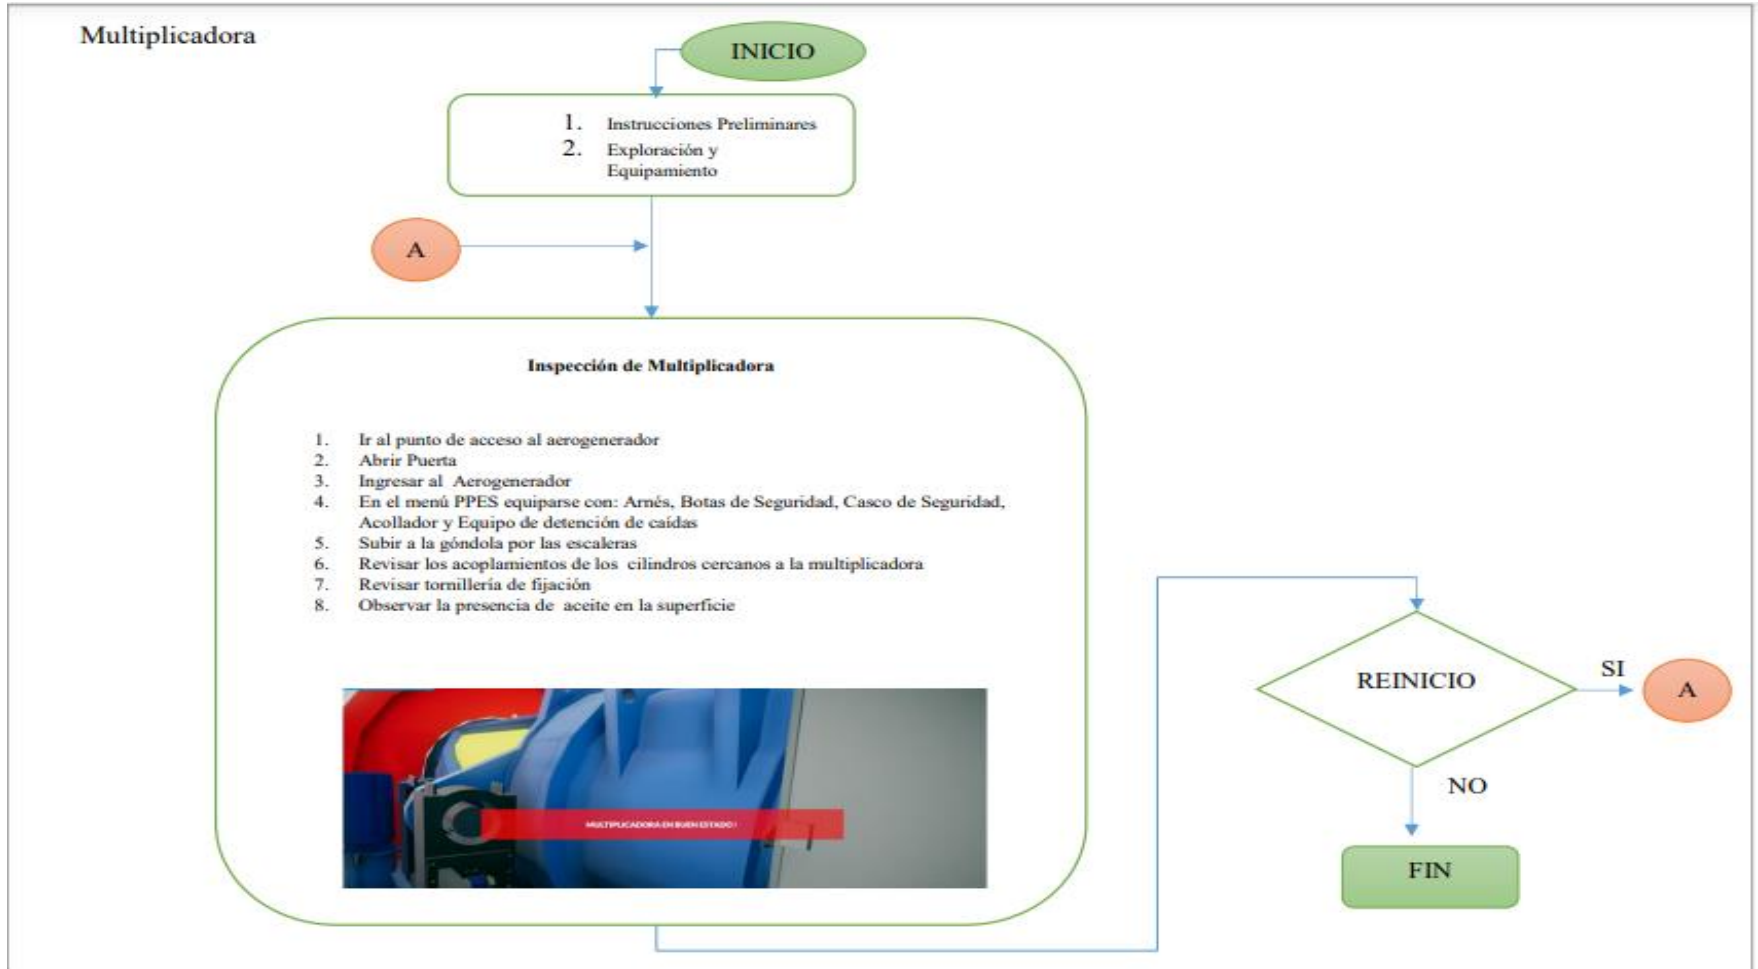 Multiplicadora
INICIO
1. Instrucciones Preliminares
2. Exploración y
Equipamiento
A
Inspección de Multiplicadora
1. Ir al punto de acceso al aerogenerador
2. Abrir Puerta
3. Ingresar al Aerogenerador
4. En el menú PPES equiparse con: Arnés, Botas de Seguridad, Casco de Seguridad,
Acollador y Equipo de detención de caídas
5. Subir a la góndola por las escaleras
6. Revisar los acoplamientos de los cilindros cercanos a la multiplicadora
7. Revisar tornillería de fijación
8. Observar la presencia de aceite en la superficie
MULTIPLICADORA EN BUEN ESTADO !
REINICIO
SI
A
NO
FIN